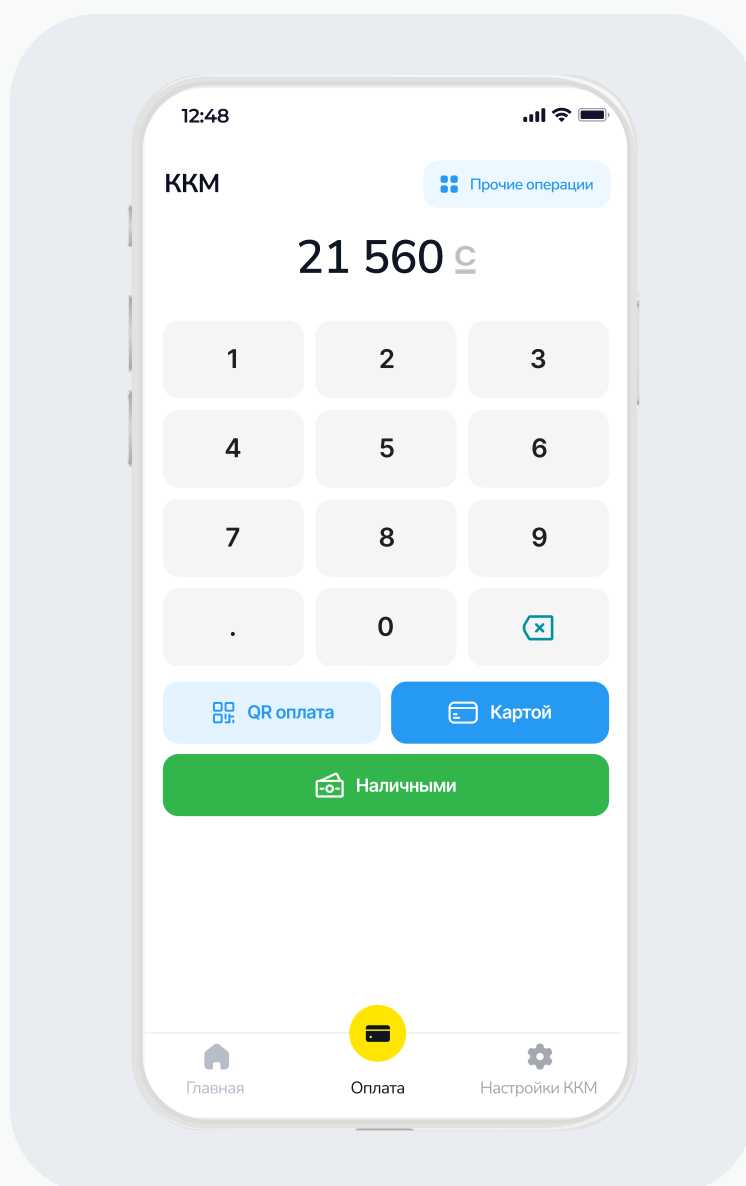 12:48
ККМ
Прочие операции
21 560 С
1 2 3
4 5 6
7 8 9
. 0
QR оплата
Картой
Наличными
Главная
Оплата
Настройки ККМ